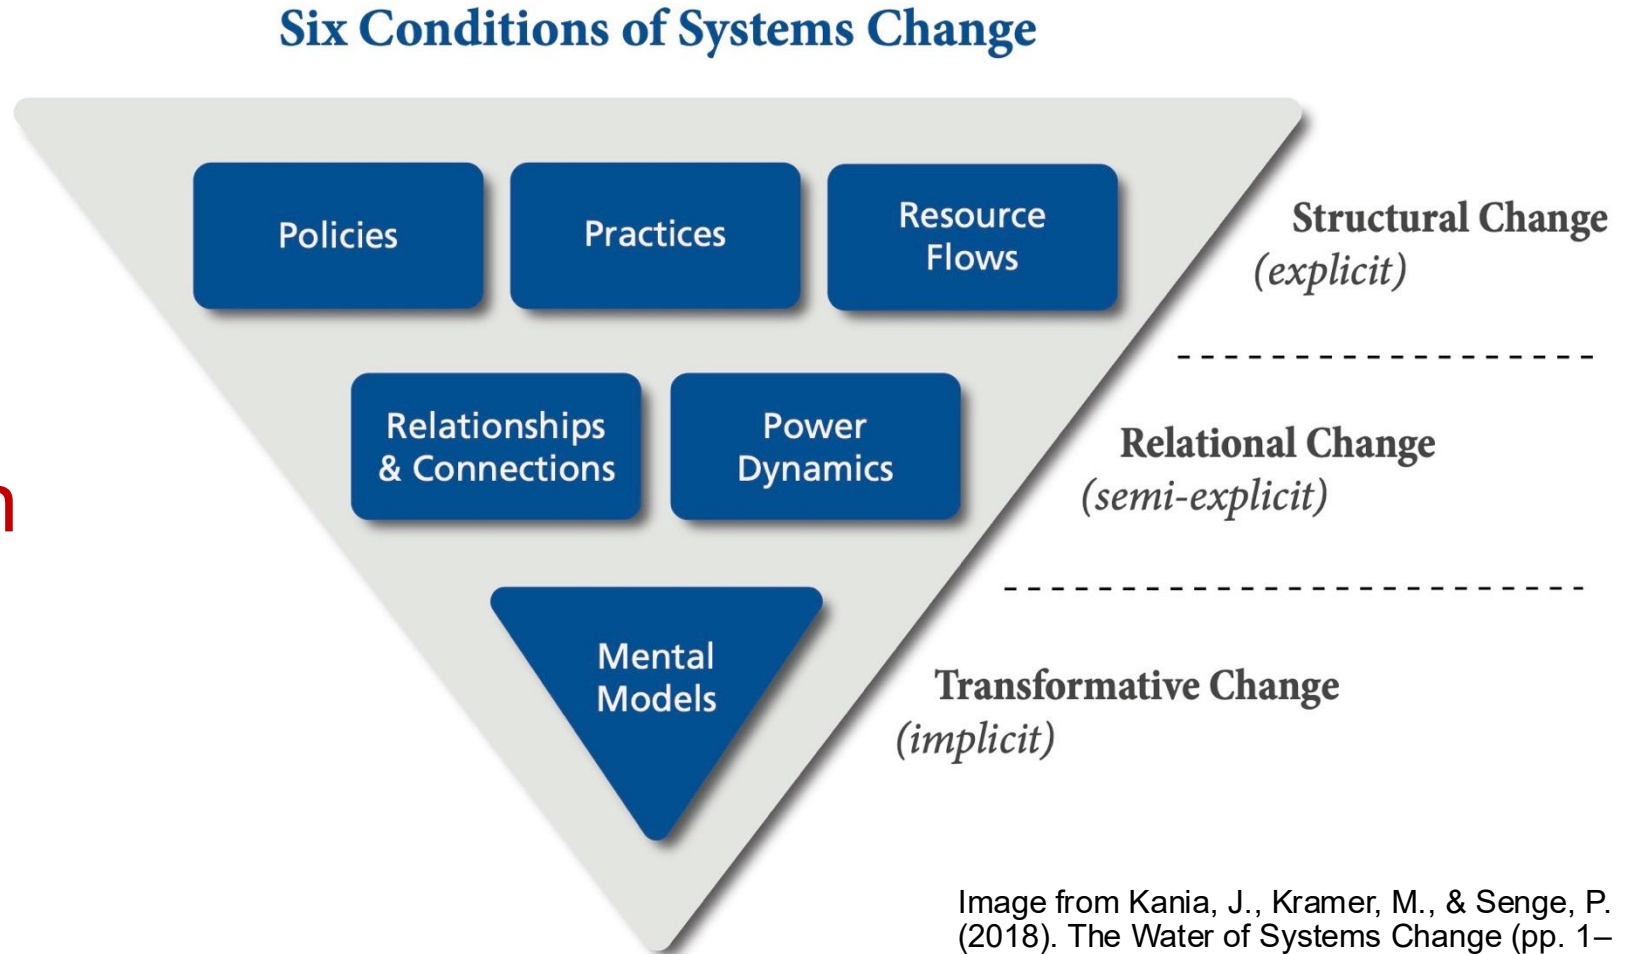 Six Conditions of Systems Change
Policies
Practices
Resource
Flows
Structural Change
(explicit)
Relationships
& Connections
Power
Dynamics
Relational Change
(semi-explicit)
n
Mental
Models
Transformative Change
(implicit)
Image from Kania, J., Kramer, M., & Senge, P.
(2018). The Water of Systems Change (pp. 1–